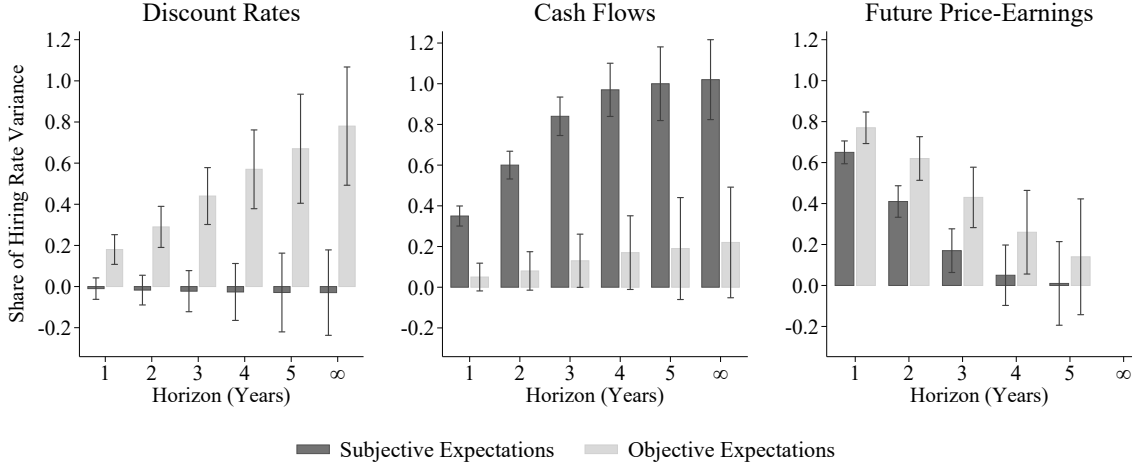 Discount Rates
Cash Flows
Future Price-Earnings
Share of Hiring Rate Variance
1.2
1.0
0.8
0.6
0.4
0.2
0.0
-0.2
1 2 3 4 5 ∞
Horizon (Years)
1.2
1.0
0.8
0.6
0.4
0.2
0.0
-0.2
1 2 3 4 5 ∞
Horizon (Years)
1.2
1.0
0.8
0.6
0.4
0.2
0.0
-0.2
1 2 3 4 5 ∞
Horizon (Years)
Subjective Expectations
Objective Expectations